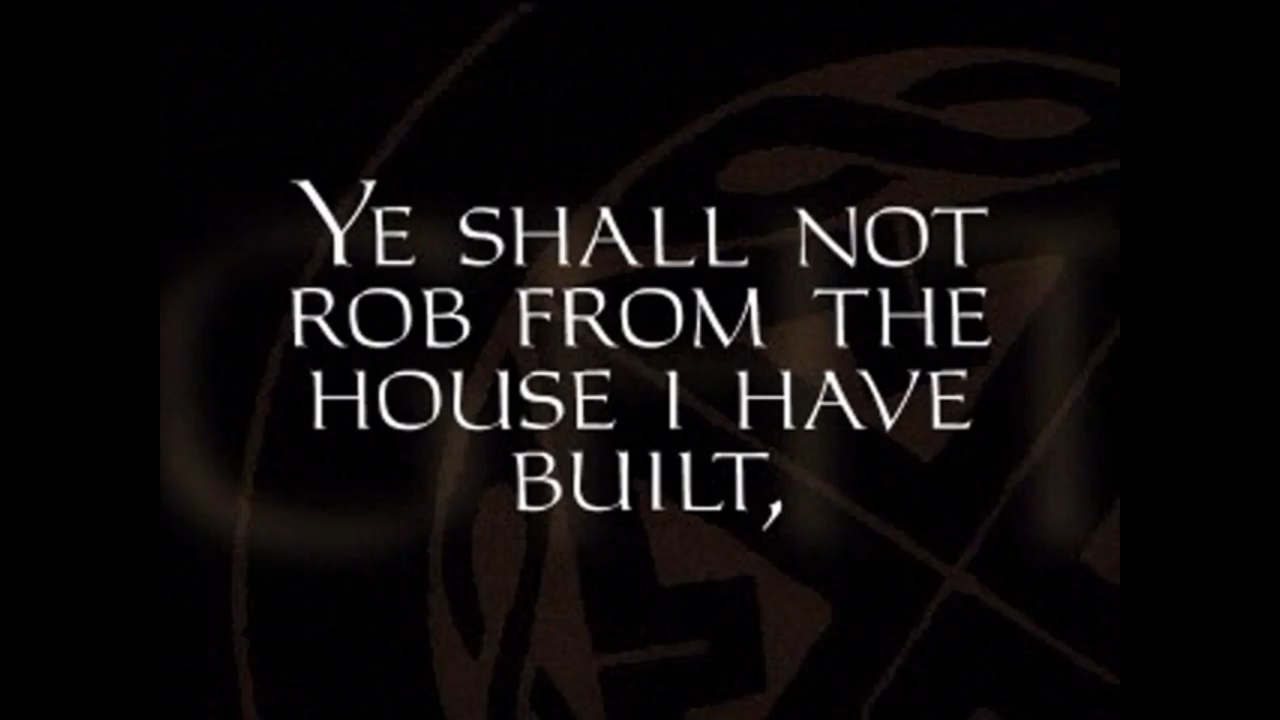 Ye shall not
rob from the
house I have
built,